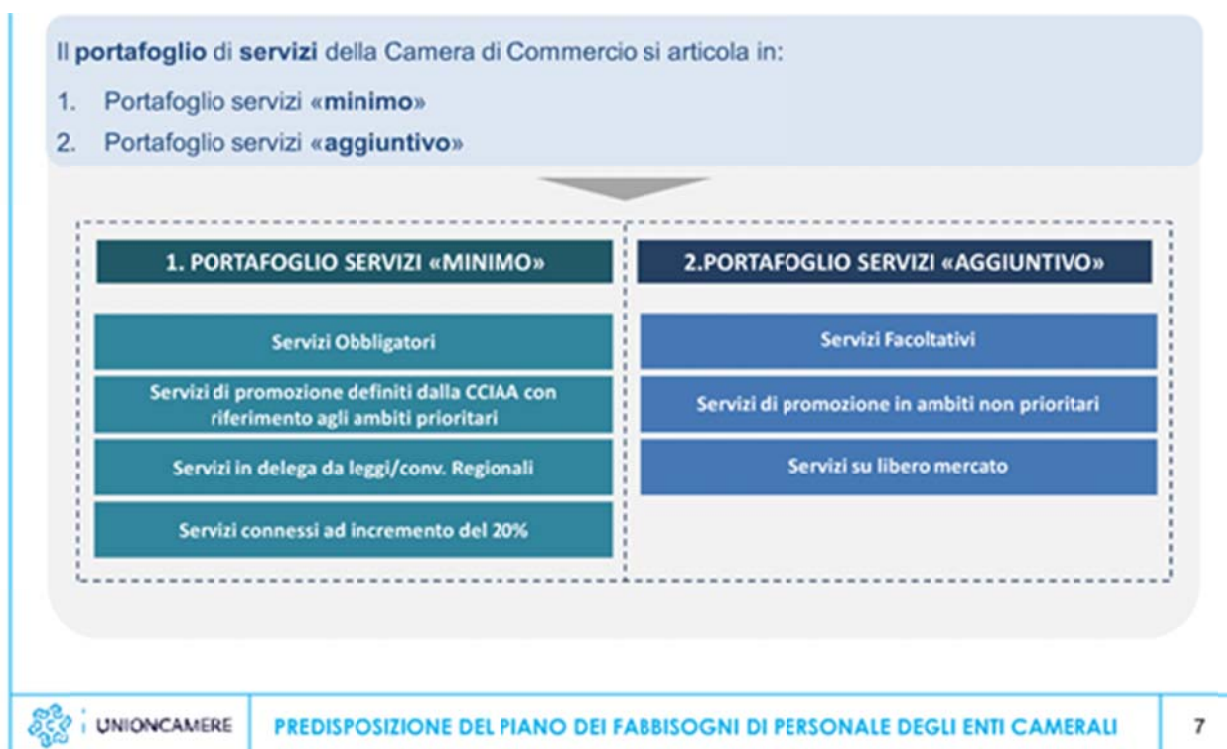 Il portafoglio di servizi della Camera di Commercio si articola in:
1. Portafoglio servizi «minimo»
2. Portafoglio servizi «aggiuntivo»
1. PORTAFOGLIO SERVIZI «MINIMO»
Servizi Obbligatori
Servizi di promozione definiti dalla CCIAA con
riferimento agli ambiti prioritari
Servizi in delega da leggi/conv. Regionali
Servizi connessi ad incremento del 20%
2.PORTAFOGLIO SERVIZI «AGGIUNTIVO»
Servizi Facoltativi
Servizi di promozione in ambiti non prioritari
Servizi su libero mercato
UNIONCAMERE
PREDISPOSIZIONE DEL PIANO DEI FABBISOGNI DI PERSONALE DEGLI ENTI CAMERALI
7